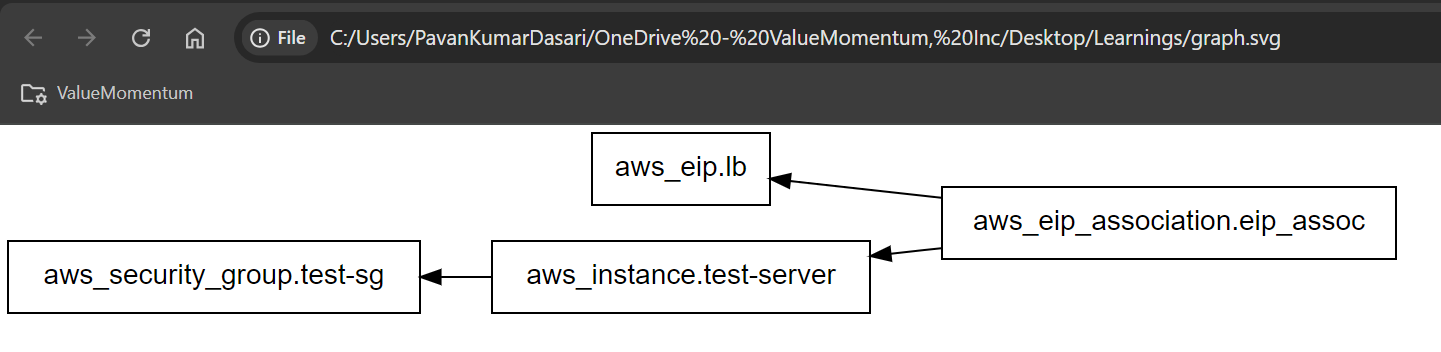 File C:/Users/PavanKumarDasari/OneDrive%20-%20ValueMomentum,%20Inc/Desktop/Learnings/graph.svg
ValueMomentum
aws_eip.lb
aws_eip_association.eip_assoc
aws_security_group.test-sg aws_instance.test-server